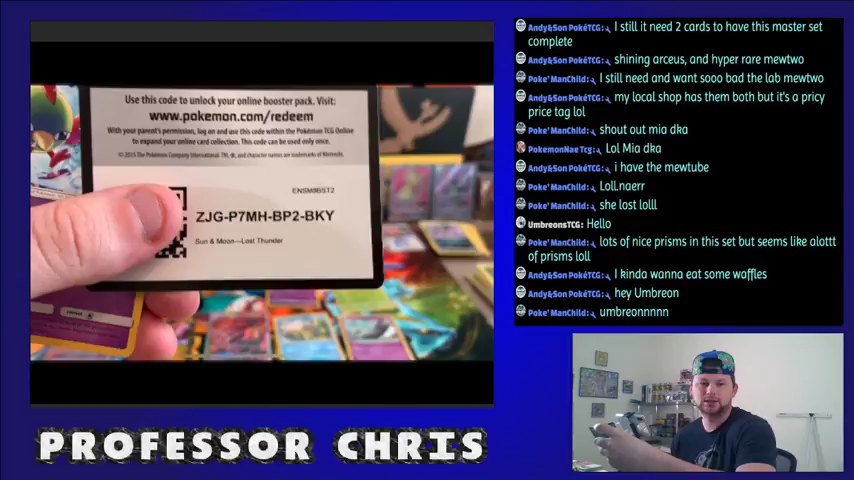 Use this code to unlock your online booster pack. Visit:
www.pokemon.com/redeem
With your parent's permission, log on and use this code within the Pokémon TCG Online
to expand your online card collection. This code can be used only once.
ENSM8BST2
ZJG-P7MH-BP2-BKY
Sun & Moon—Lost Thunder
PROFESSOR CHRIS
Andy&Son PokéTCG: I still it need 2 cards to have this master set
complete
Andy&Son PokéTCG: shining arceus, and hyper rare mewtwo
Poke' ManChild: I still need and want sooo bad the lab mewtwo
Andy&Son PokéTCG: my local shop has them both but it's a pricy
price tag lol
Poke' ManChild: shout out mia dka
PokemonNae Tcg: Lol Mia dka
Andy&Son PokéTCG: i have the mewtube
Poke' ManChild: LolLnaerr
Poke' ManChild: she lost lolll
UmbreonsTCG: Hello
Poke' ManChild: lots of nice prisms in this set but seems like alottt
of prisms loll
Andy&Son PokéTCG: I kinda wanna eat some waffles
Andy&Son PokéTCG: hey Umbreon
Poke' ManChild: umbreonnnnn